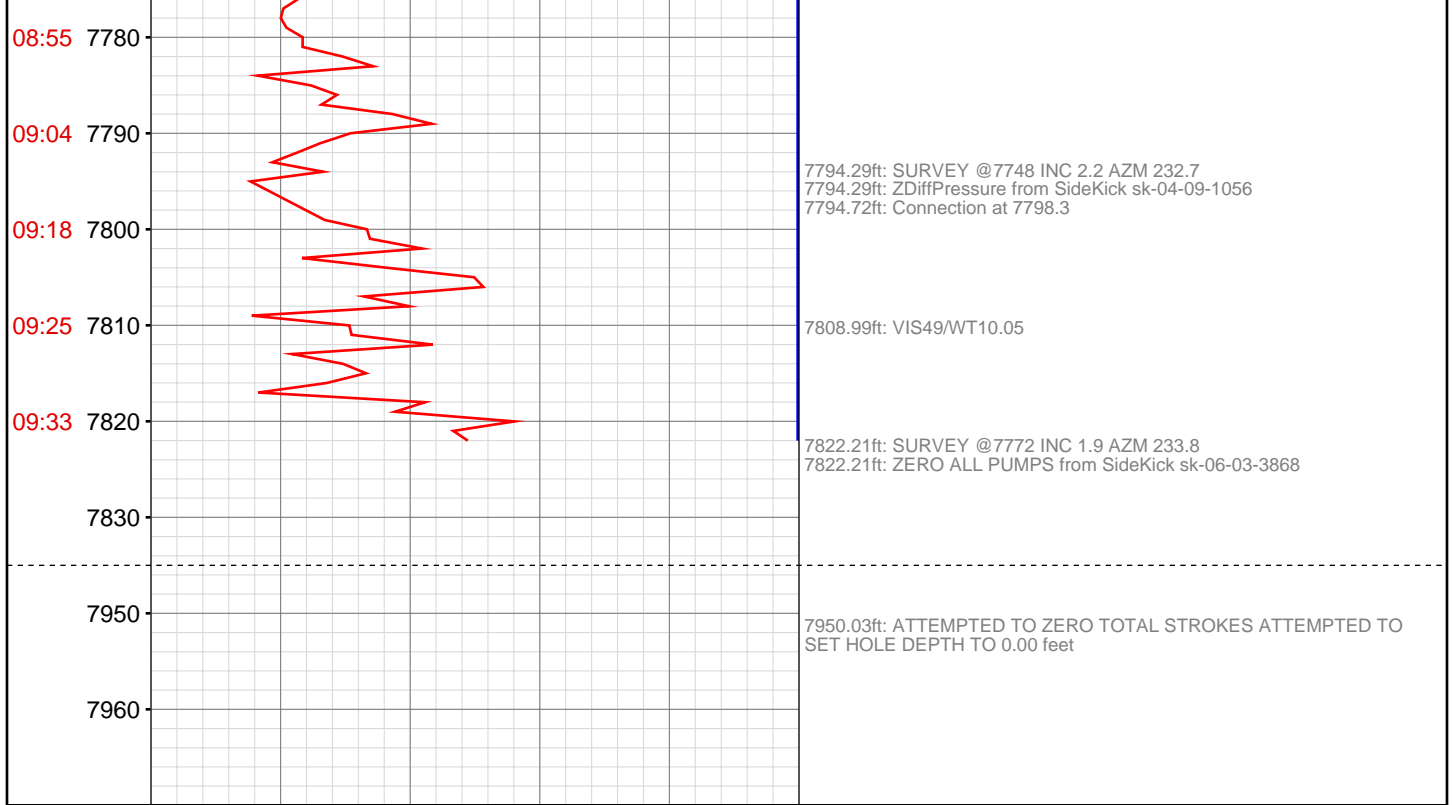 08:55 7780
09:04 7790
7794.29ft: SURVEY @7748 INC 2.2 AZM 232.7
7794.29ft: ZDiffPressure from SideKick sk-04-09-1056
7794.72ft: Connection at 7798.3
09:18 7800
09:25 7810
7808.99ft: VIS49/WT10.05
09:33 7820
7822.21ft: SURVEY @7772 INC 1.9 AZM 233.8
7822.21ft: ZERO ALL PUMPS from SideKick sk-06-03-3868
7830
7950
7950.03ft: ATTEMPTED TO ZERO TOTAL STROKES ATTEMPTED TO
SET HOLE DEPTH TO 0.00 feet
7960